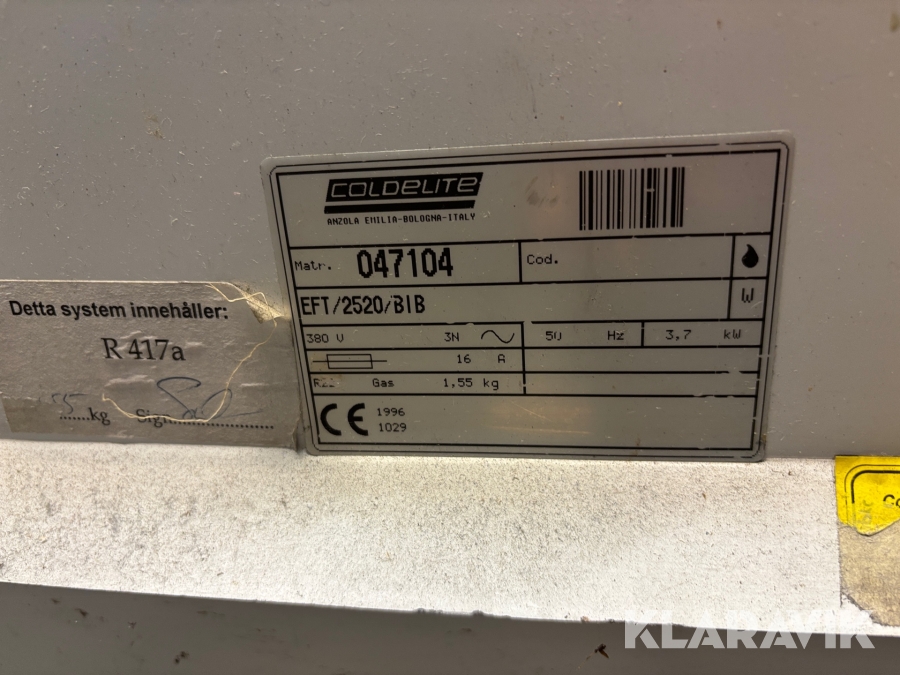 COLDELITE
ANZOLA EMILIA-BOLOGNA-ITALY
Matr. 047104 Cod.
EFT/2520/BIB W
380 V 3N 50 Hz 3,7 kW
16 A
Gas 1,55 kg
CE 1996
1029
Detta system innehåller:
R 417a
kg Sign
KLARAVIK